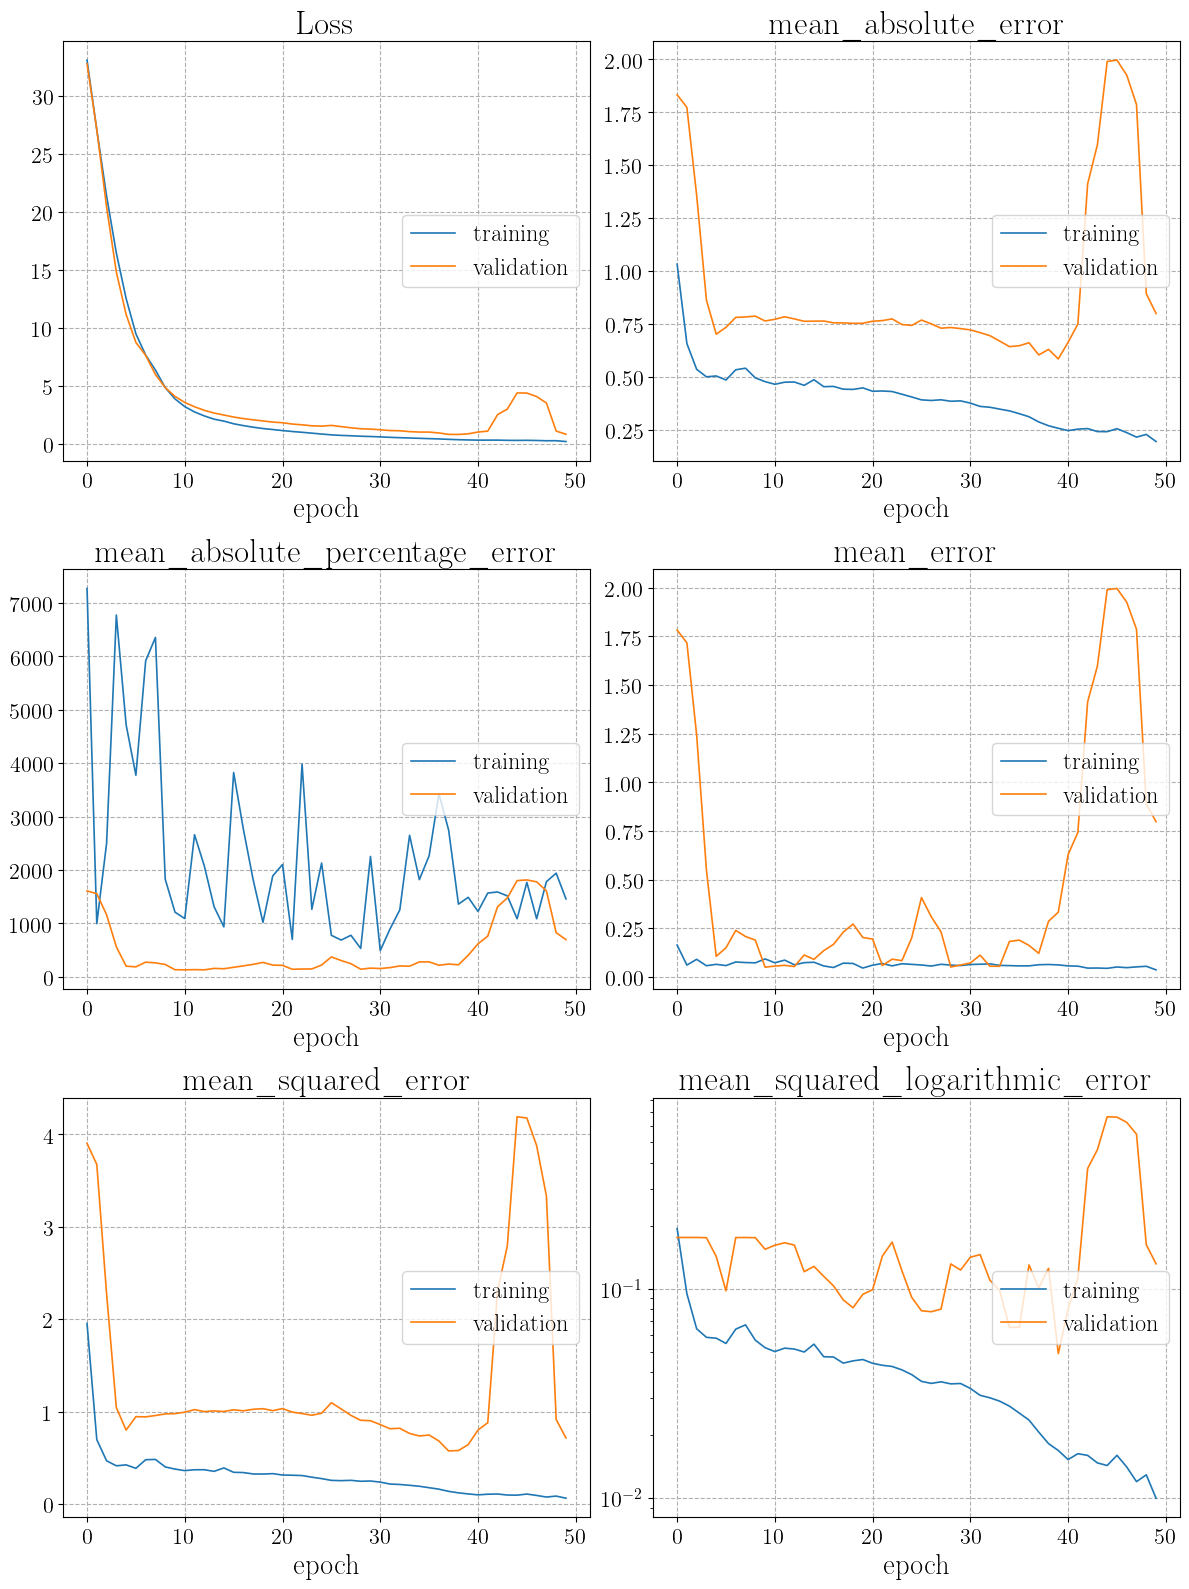 Loss
30
25
20
15
10
5
0
training
validation
0 10 20 30 40 50
epoch
mean_absolute_error
2.00
1.75
1.50
1.25
1.00
0.75
0.50
0.25
training
validation
0 10 20 30 40 50
epoch
mean_absolute_percentage_error
7000
6000
5000
4000
3000
2000
1000
0
training
validation
0 10 20 30 40 50
epoch
mean_error
2.00
1.75
1.50
1.25
1.00
0.75
0.50
0.25
0.00
training
validation
0 10 20 30 40 50
epoch
mean_squared_error
4
3
2
1
0
training
validation
0 10 20 30 40 50
epoch
mean_squared_logarithmic_error
10⁻¹
10⁻²
training
validation
0 10 20 30 40 50
epoch